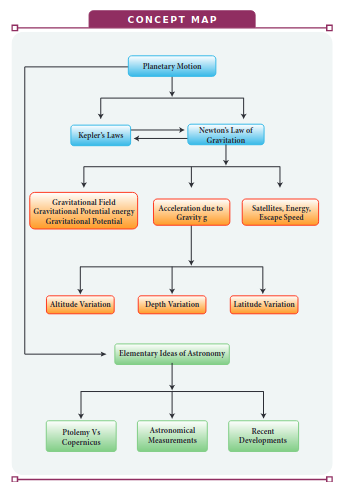 CONCEPT MAP
Planetary Motion
Kepler's Laws
Newton's Law of
Gravitation
Gravitational Field
Gravitational Potential energy
Gravitational Potential
Acceleration due to
Gravity g
Satellites, Energy,
Escape Speed
Altitude Variation
Depth Variation
Latitude Variation
Elementary Ideas of Astronomy
Ptolemy Vs
Copernicus
Astronomical
Measurements
Recent
Developments